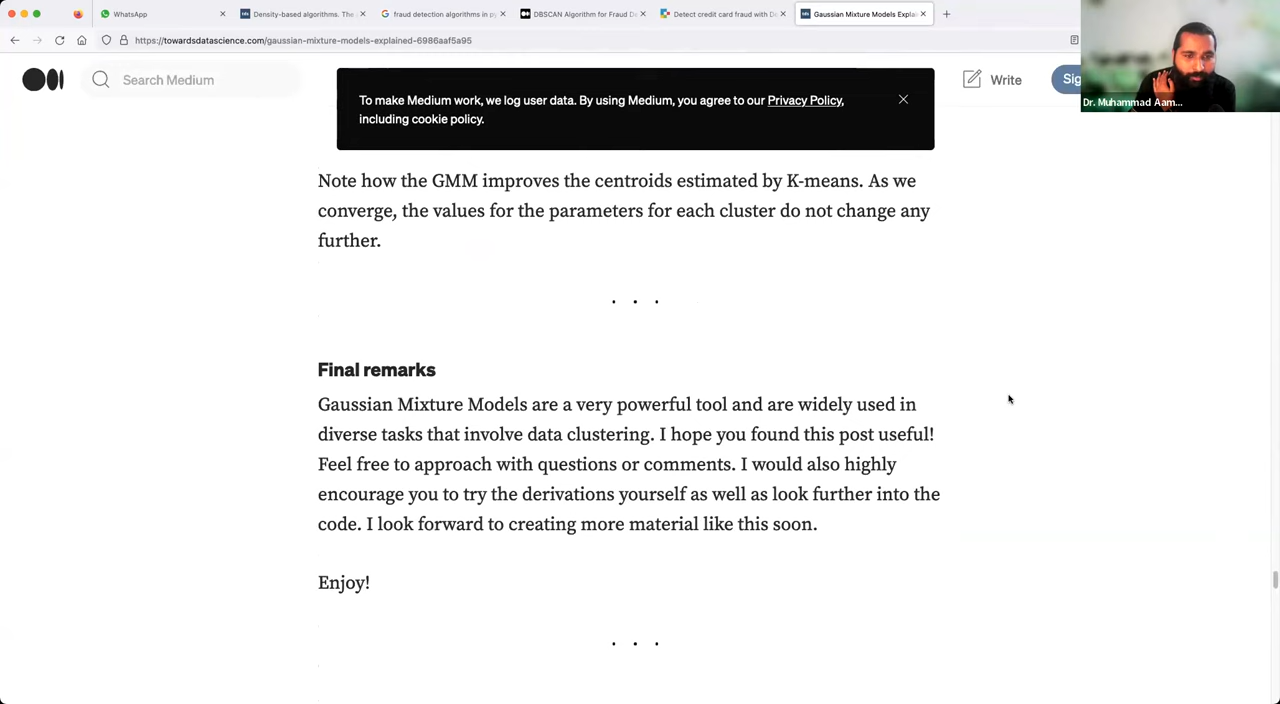 WhatsApp
Density-based algorithms. The
fraud detection algorithms in p
DBSCAN Algorithm for Fraud D
Detect credit card fraud with D
Gaussian Mixture Models Expla
https://towardsdatascience.com/gaussian-mixture-models-explained-6986aaf5a95
Search Medium
Write
Sig
Dr. Muhammad Aam...
To make Medium work, we log user data. By using Medium, you agree to our Privacy Policy,
including cookie policy.
Note how the GMM improves the centroids estimated by K-means. As we
converge, the values for the parameters for each cluster do not change any
further.
. . .
Final remarks
Gaussian Mixture Models are a very powerful tool and are widely used in
diverse tasks that involve data clustering. I hope you found this post useful!
Feel free to approach with questions or comments. I would also highly
encourage you to try the derivations yourself as well as look further into the
code. I look forward to creating more material like this soon.
Enjoy!
. . .